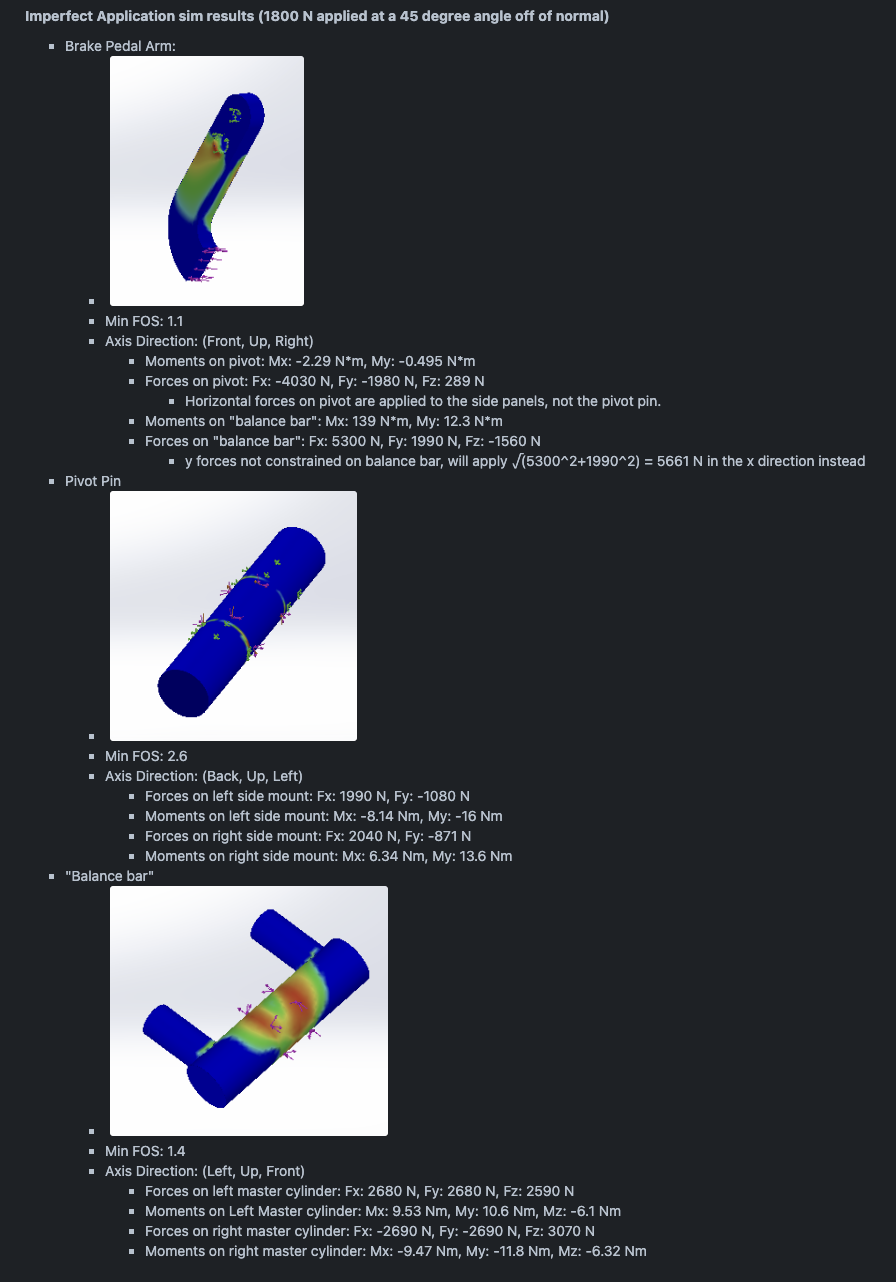 Imperfect Application sim results (1800 N applied at a 45 degree angle off of normal)
Brake Pedal Arm:
Min FOS: 1.1
Axis Direction: (Front, Up, Right)
Moments on pivot: Mx: -2.29 N*m, My: -0.495 N*m
Forces on pivot: Fx: -4030 N, Fy: -1980 N, Fz: 289 N
Horizontal forces on pivot are applied to the side panels, not the pivot pin.
Moments on "balance bar": Mx: 139 N*m, My: 12.3 N*m
Forces on "balance bar": Fx: 5300 N, Fy: 1990 N, Fz: -1560 N
y forces not constrained on balance bar, will apply √(5300^2+1990^2) = 5661 N in the x direction instead
Pivot Pin
Min FOS: 2.6
Axis Direction: (Back, Up, Left)
Forces on left side mount: Fx: 1990 N, Fy: -1080 N
Moments on left side mount: Mx: -8.14 Nm, My: -16 Nm
Forces on right side mount: Fx: 2040 N, Fy: -871 N
Moments on right side mount: Mx: 6.34 Nm, My: 13.6 Nm
"Balance bar"
Min FOS: 1.4
Axis Direction: (Left, Up, Front)
Forces on left master cylinder: Fx: 2680 N, Fy: 2680 N, Fz: 2590 N
Moments on Left Master cylinder: Mx: 9.53 Nm, My: 10.6 Nm, Mz: -6.1 Nm
Forces on right master cylinder: Fx: -2690 N, Fy: -2690 N, Fz: 3070 N
Moments on right master cylinder: Mx: -9.47 Nm, My: -11.8 Nm, Mz: -6.32 Nm